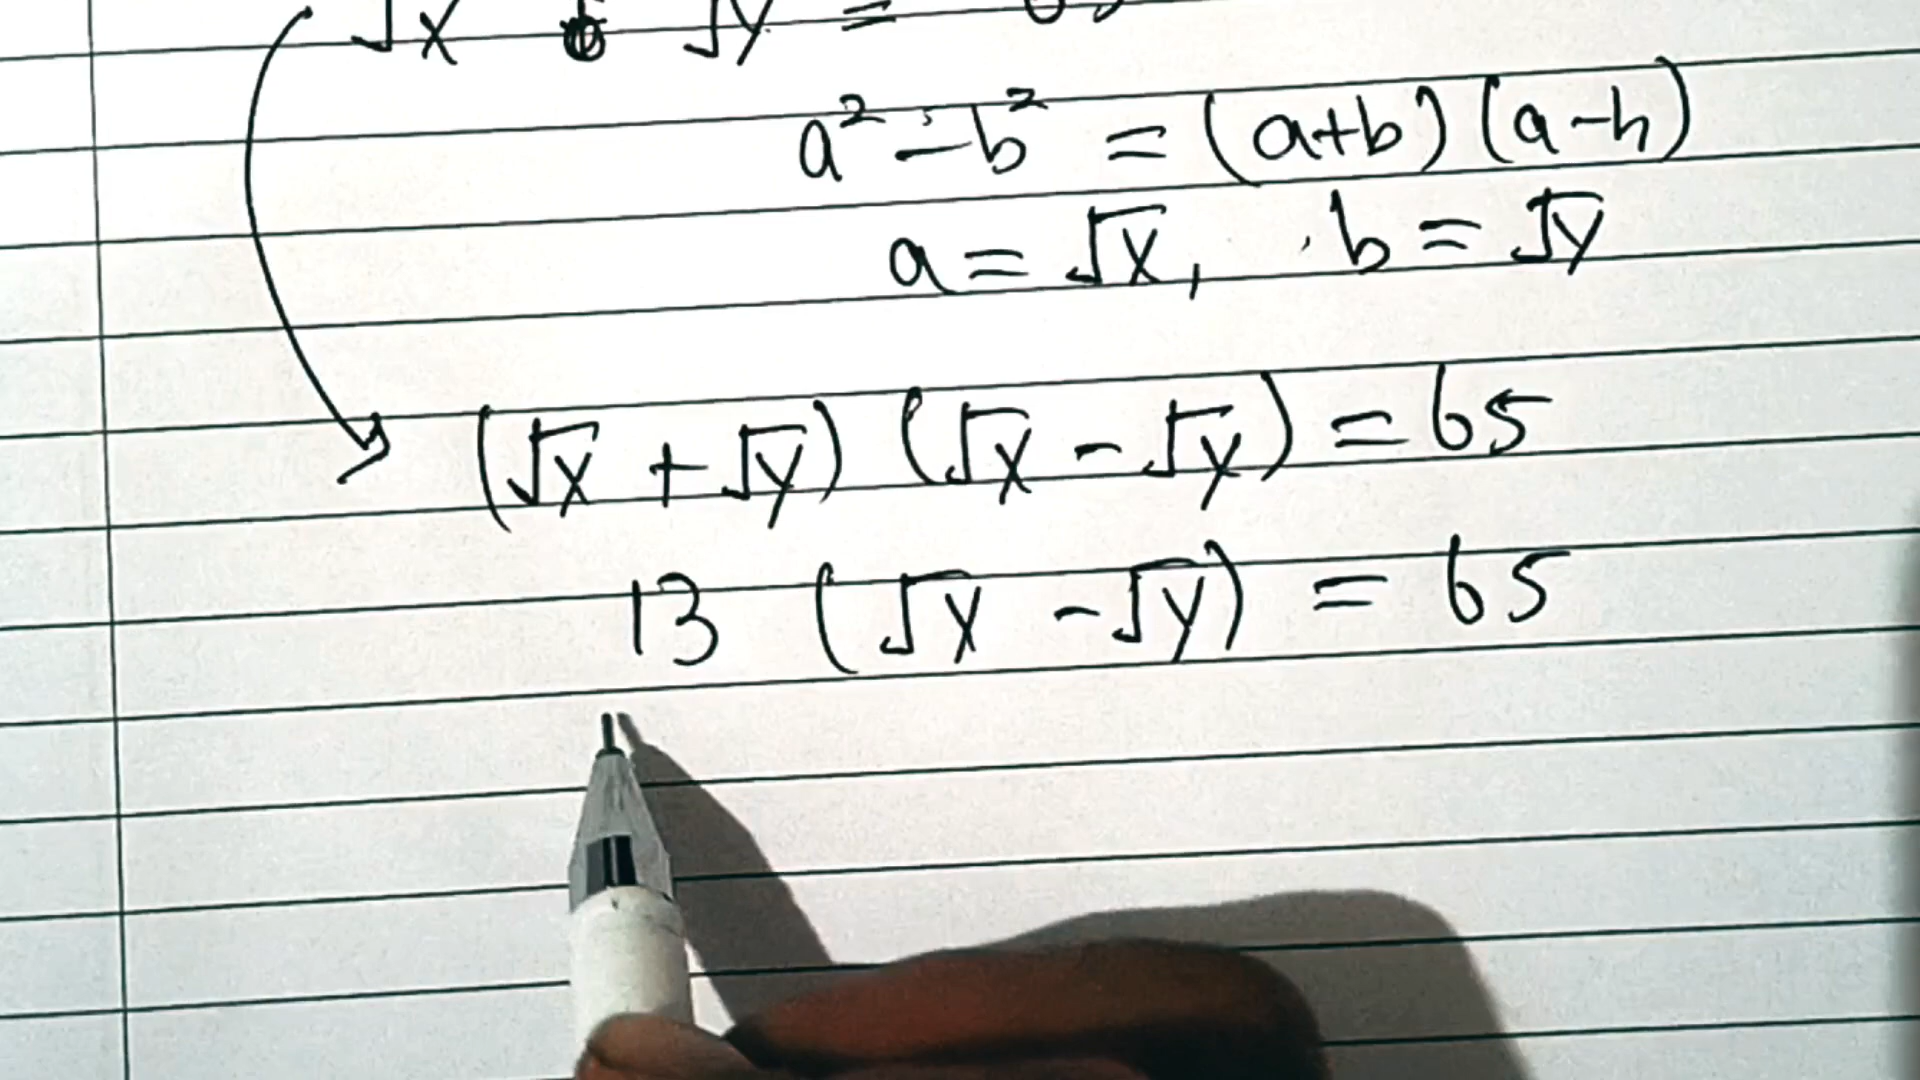 √x √y =
a² - b² = (a+b) (a-h)
a = √x, b = √y
(√x + √y) (√x - √y) = 65
13 (√x - √y) = 65